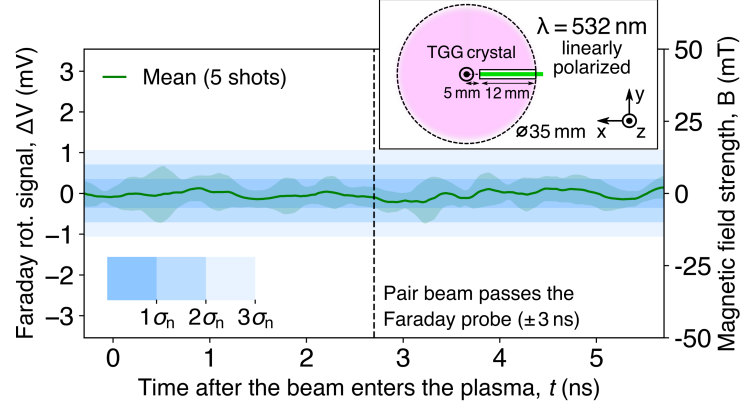 λ = 532 nm
linearly
polarized
TGG crystal
5 mm 12 mm
⌀35 mm
y
x
z
Mean (5 shots)
Faraday rot. signal, ΔV (mV)
3
2
1
0
−1
−2
−3
1σn 2σn 3σn
Pair beam passes the
Faraday probe (±3 ns)
50
25
0
-25
-50
Magnetic field strength, B (mT)
0 1 2 3 4 5
Time after the beam enters the plasma, t (ns)